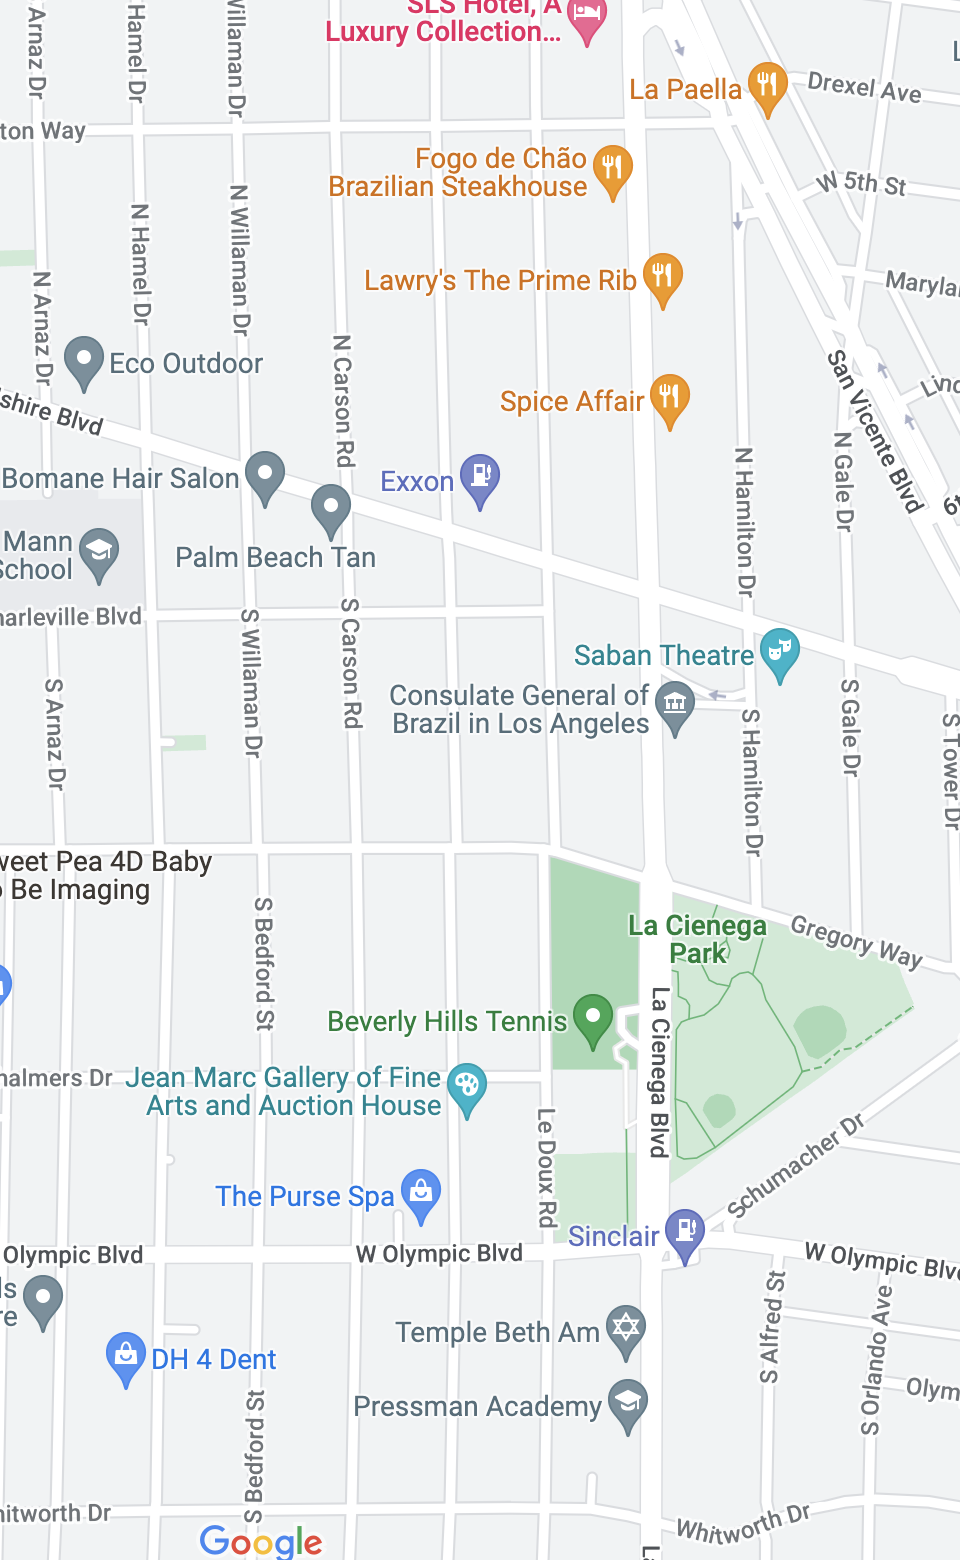 SLS Hotel, A
Luxury Collection...
Arnaz Dr
Hamel Dr
Willaman Dr
La Paella
Drexel Ave
ton Way
Fogo de Chão
Brazilian Steakhouse
W 5th St
N Hamel Dr
N Willaman Dr
N Arnaz Dr
Lawry's The Prime Rib
Maryla
Eco Outdoor
N Carson Rd
San Vicente Blvd
Linc
shire Blvd
Spice Affair
N Gale Dr
Bomane Hair Salon
Exxon
N Hamilton Dr
6t
Mann
School
Palm Beach Tan
harleville Blvd
S Willaman Dr
S Carson Rd
Saban Theatre
S Arnaz Dr
Consulate General of
Brazil in Los Angeles
S Hamilton Dr
S Gale Dr
S Tower Dr
weet Pea 4D Baby
o Be Imaging
S Bedford St
La Cienega
Park
Gregory Way
Beverly Hills Tennis
La Cienega Blvd
halmers Dr
Jean Marc Gallery of Fine
Arts and Auction House
Le Doux Rd
Schumacher Dr
The Purse Spa
Sinclair
Olympic Blvd
W Olympic Blvd
W Olympic Blv
ls
re
S Alfred St
S Orlando Ave
Temple Beth Am
DH 4 Dent
Olym
Pressman Academy
S Bedford St
hitworth Dr
Whitworth Dr
Google
La